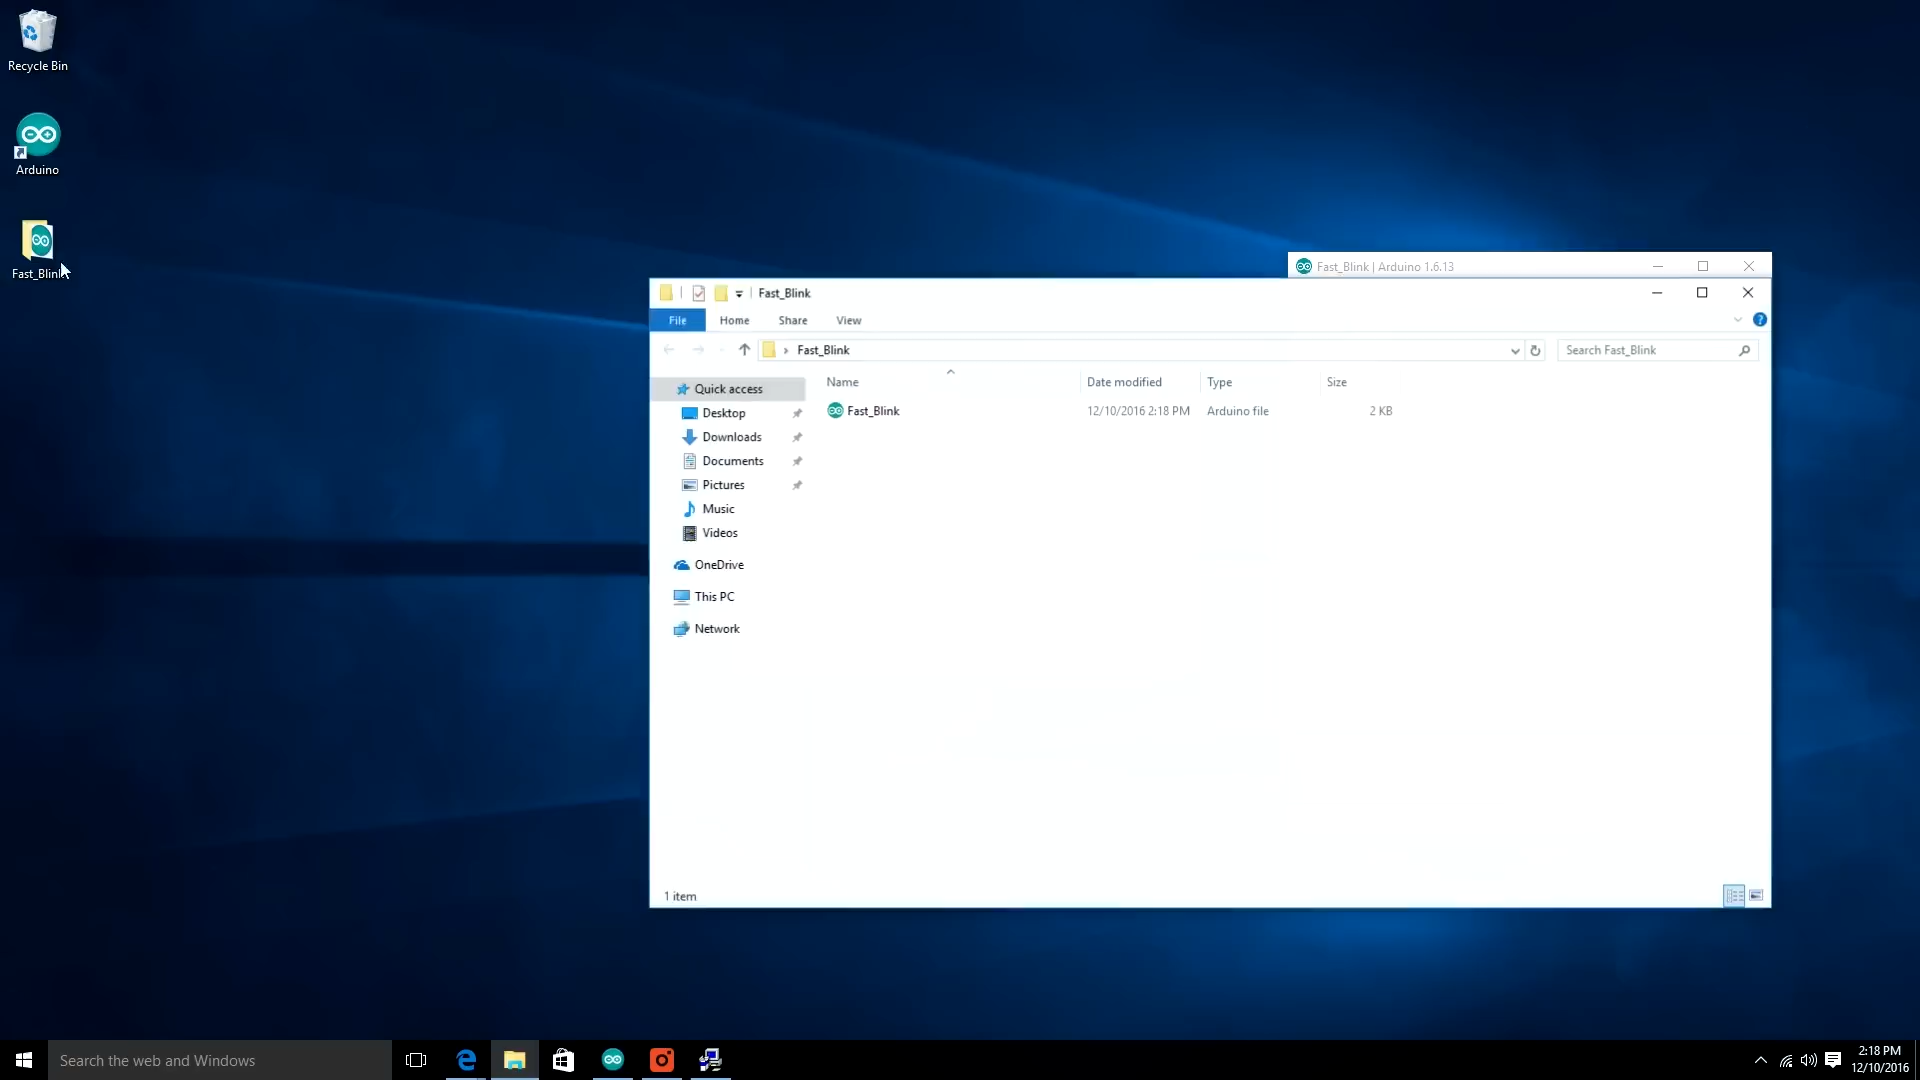 Recycle Bin
Arduino
Fast_Blink
Fast_Blink | Arduino 1.6.13
Fast_Blink
File Home Share View
Fast_Blink
Search Fast_Blink
Name Date modified Type Size
Fast_Blink 12/10/2016 2:18 PM Arduino file 2 KB
Quick access
Desktop
Downloads
Documents
Pictures
Music
Videos
OneDrive
This PC
Network
1 item
Search the web and Windows
2:18 PM
12/10/2016